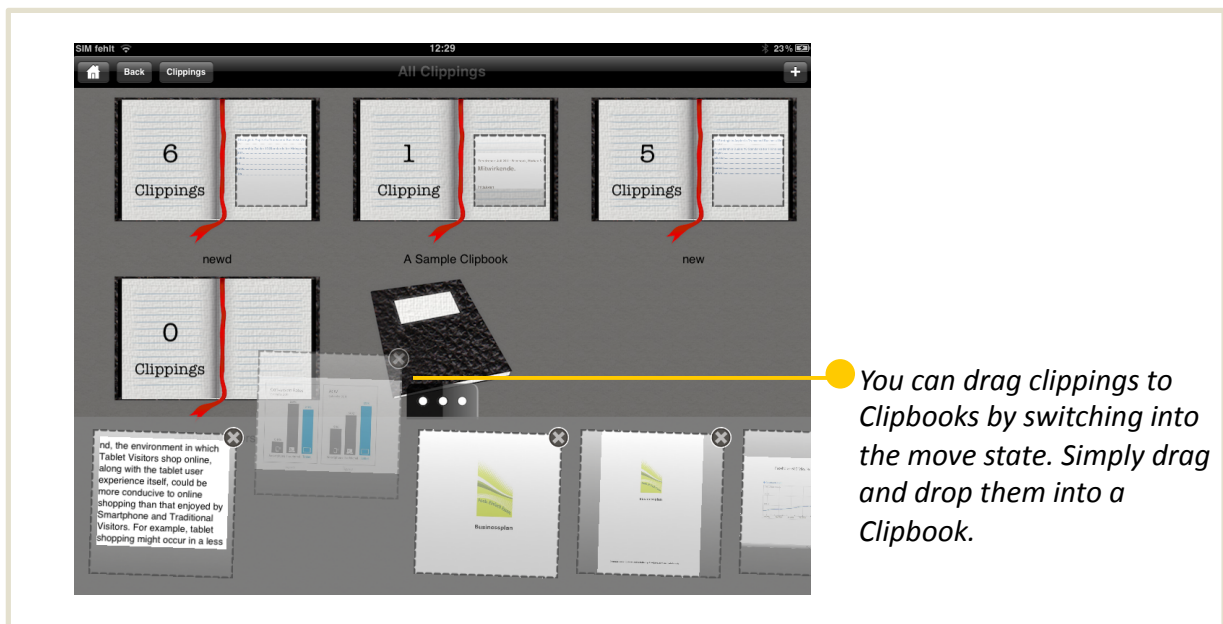 SIM fehlt
12:29
23 %
Back
Clippings
All Clippings
+
6
Clippings
1
Clipping
5
Clippings
Mitwirkende.
newd
A Sample Clipbook
new
0
Clippings
You can drag clippings to
Clipbooks by switching into
the move state. Simply drag
and drop them into a
Clipbook.
nd, the environment in which
Tablet Visitors shop online,
along with the tablet user
experience itself, could be
more conducive to online
shopping than that enjoyed by
Smartphone and Traditional
Visitors. For example, tablet
shopping might occur in a less
Businessplan